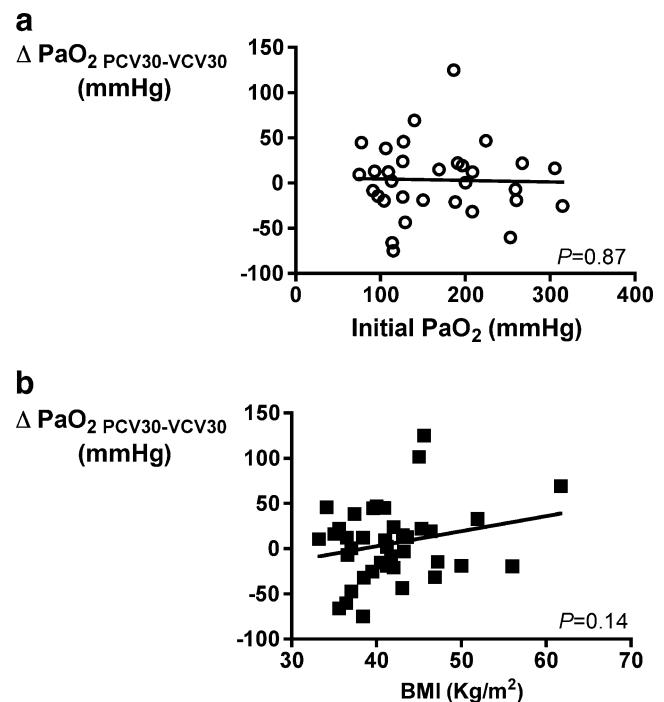 a
Δ PaO₂ PCV30-VCV30
(mmHg)
150
100
50
0
-50
-100
P=0.87
0 100 200 300 400
Initial PaO₂ (mmHg)
b
Δ PaO₂ PCV30-VCV30
(mmHg)
150
100
50
0
-50
-100
P=0.14
30 40 50 60 70
BMI (Kg/m²)